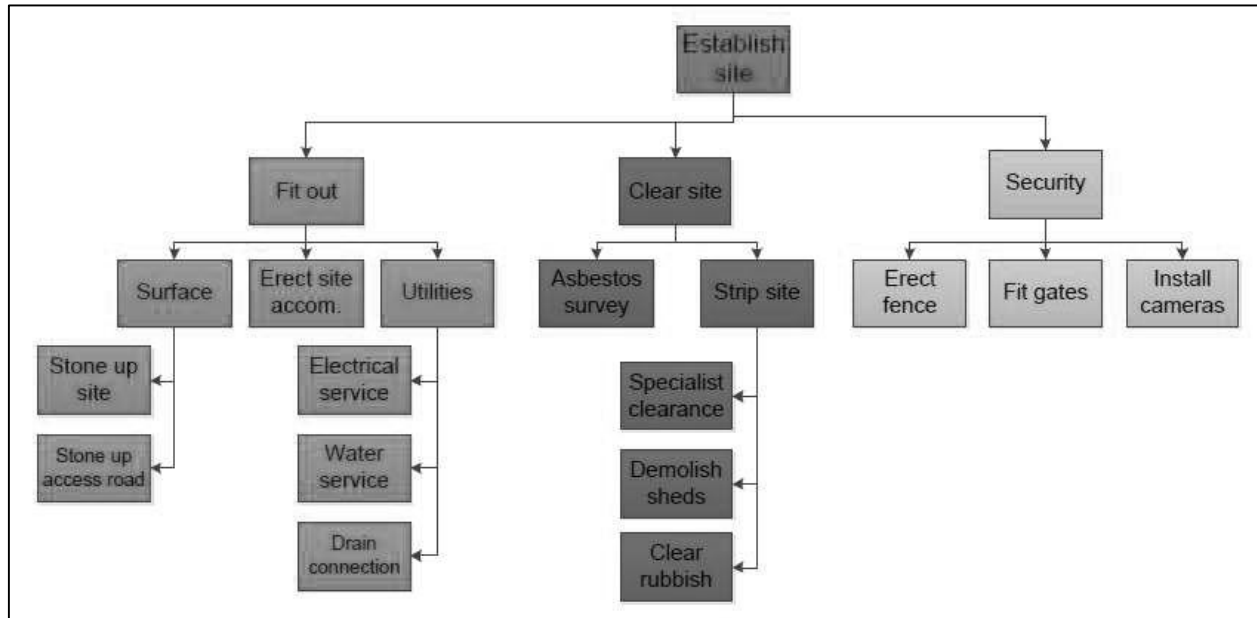 Establish
site
Fit out
Clear site
Security
Surface
Erect site
accom.
Utilities
Asbestos
survey
Strip site
Erect
fence
Fit gates
Install
cameras
Stone up
site
Stone up
access road
Electrical
service
Water
service
Drain
connection
Specialist
clearance
Demolish
sheds
Clear
rubbish